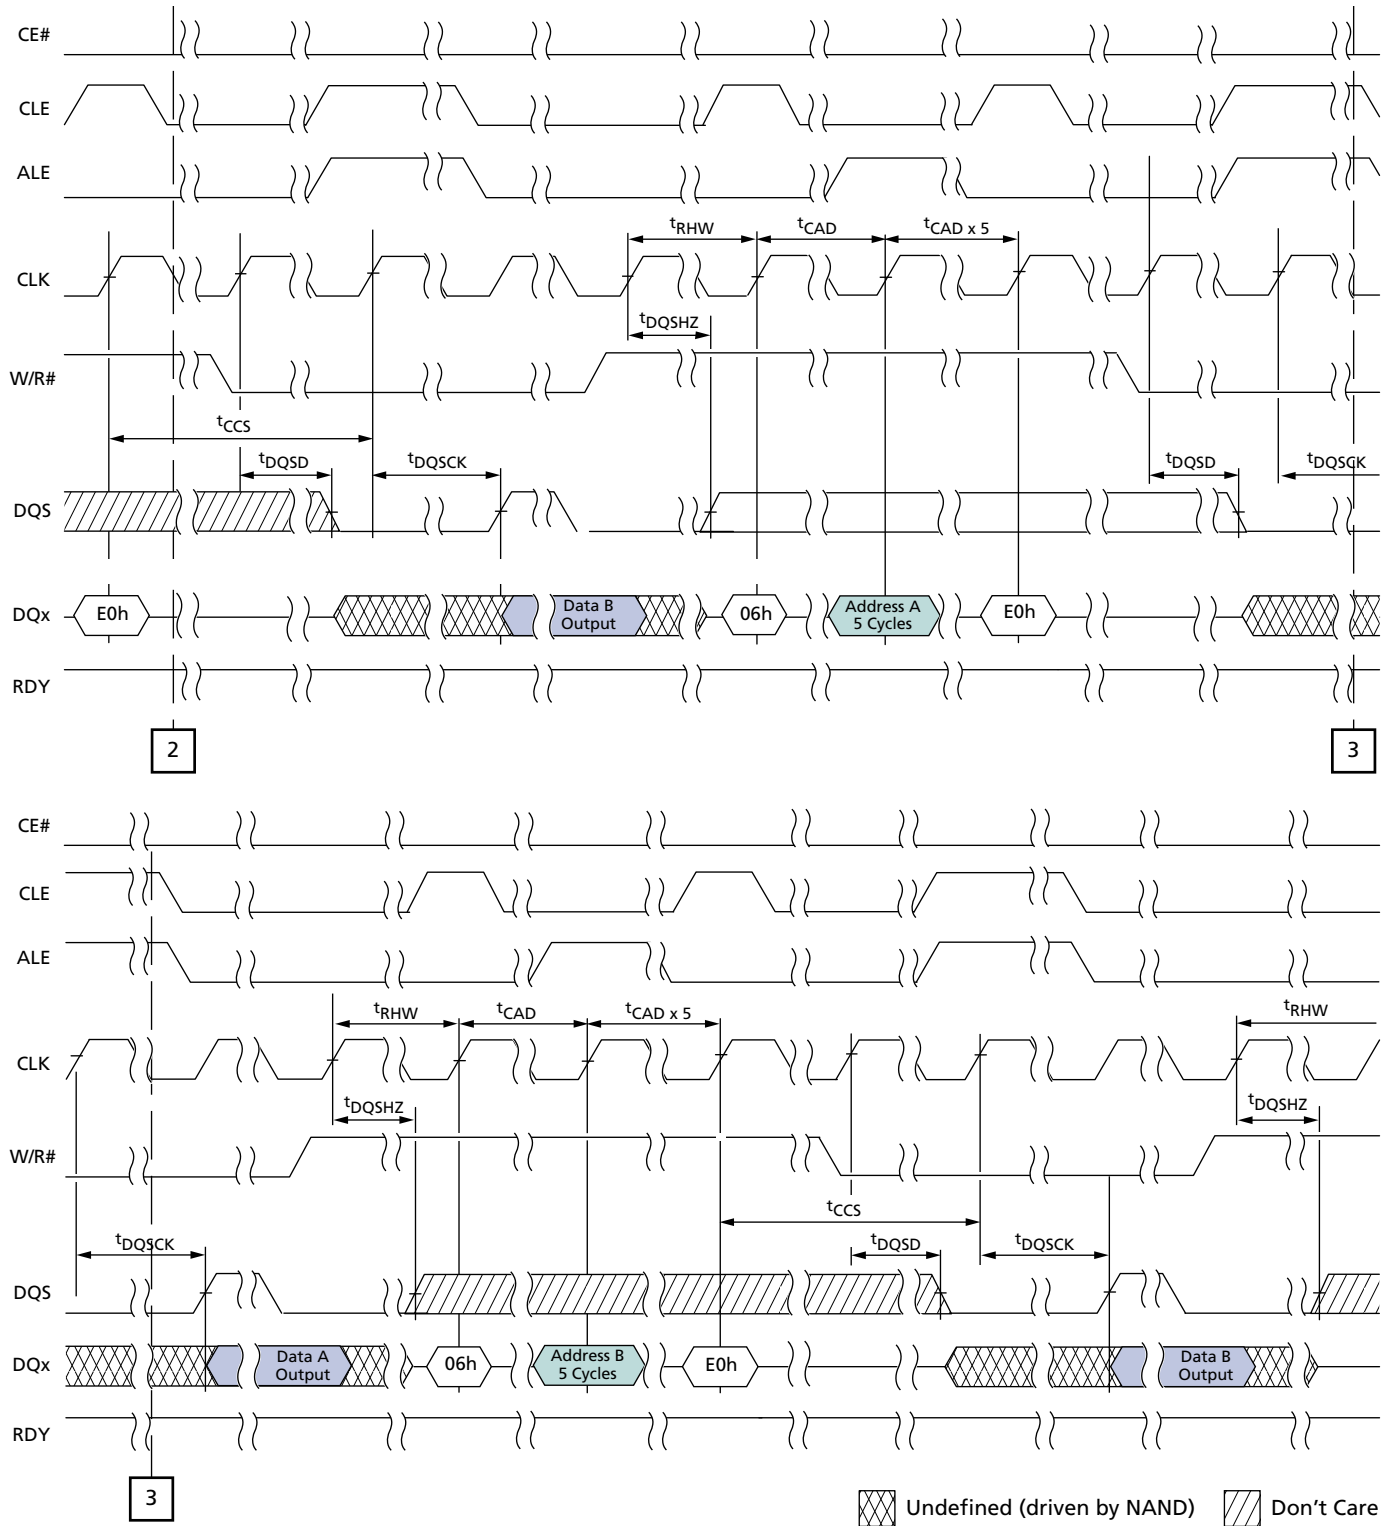 CE#
CLE
ALE
tRHW tCAD tCAD x 5
CLK
tDQSHZ
W/R#
tCCS
tDQSD tDQSCK tDQSD tDQSCK
DQS
DQx E0h Data B Output 06h Address A 5 Cycles E0h
RDY
2 3
CE#
CLE
ALE
tRHW tCAD tCAD x 5 tRHW
CLK
tDQSHZ tDQSHZ
W/R#
tCCS
tDQSCK tDQSD tDQSCK
DQS
DQx Data A Output 06h Address B 5 Cycles E0h Data B Output
RDY
3
Undefined (driven by NAND) Don't Care